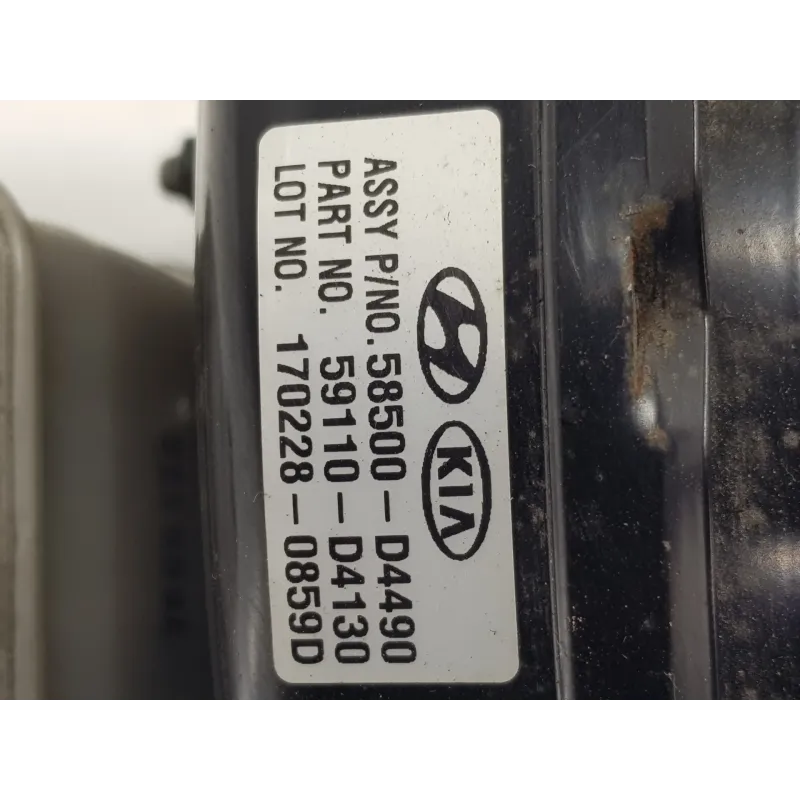 KIA
ASSY P/NO. 58500-D4490
PART NO. 59110-D4130
LOT NO. 170228-0859D